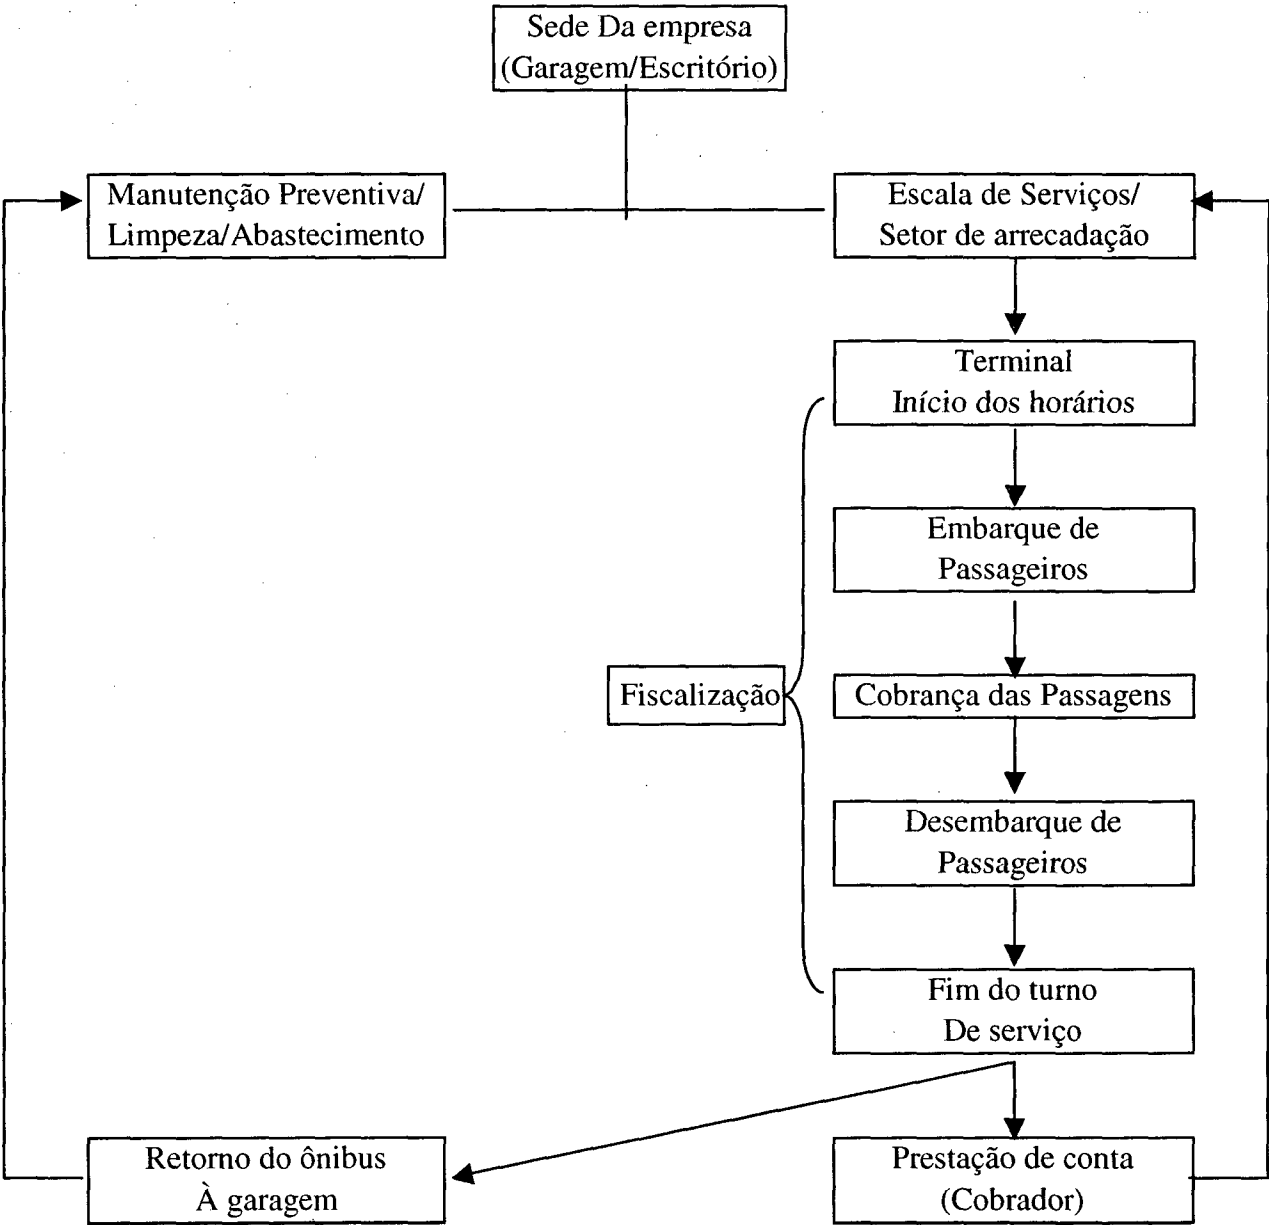 Sede Da empresa
(Garagem/Escritório)
Manutenção Preventiva/
Limpeza/Abastecimento
Escala de Serviços/
Setor de arrecadação
Terminal
Início dos horários
Embarque de
Passageiros
Fiscalização
Cobrança das Passagens
Desembarque de
Passageiros
Fim do turno
De serviço
Retorno do ônibus
À garagem
Prestação de conta
(Cobrador)